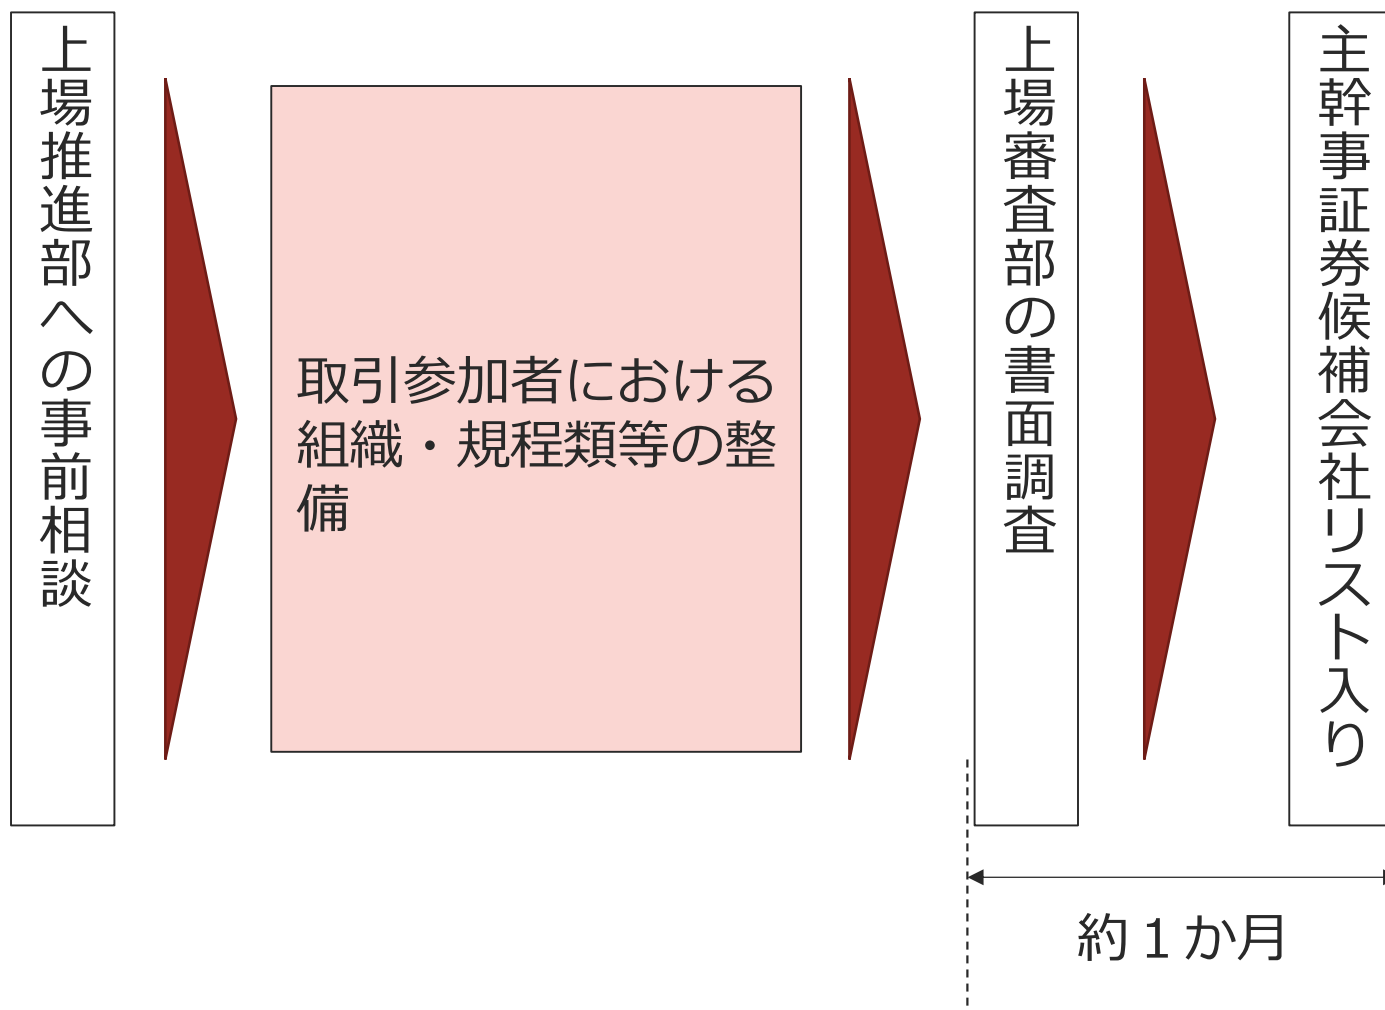 上場推進部への事前相談
取引参加者における
組織・規程類等の整
備
上場審査部の書面調査
主幹事証券候補会社リスト入り
約１か月